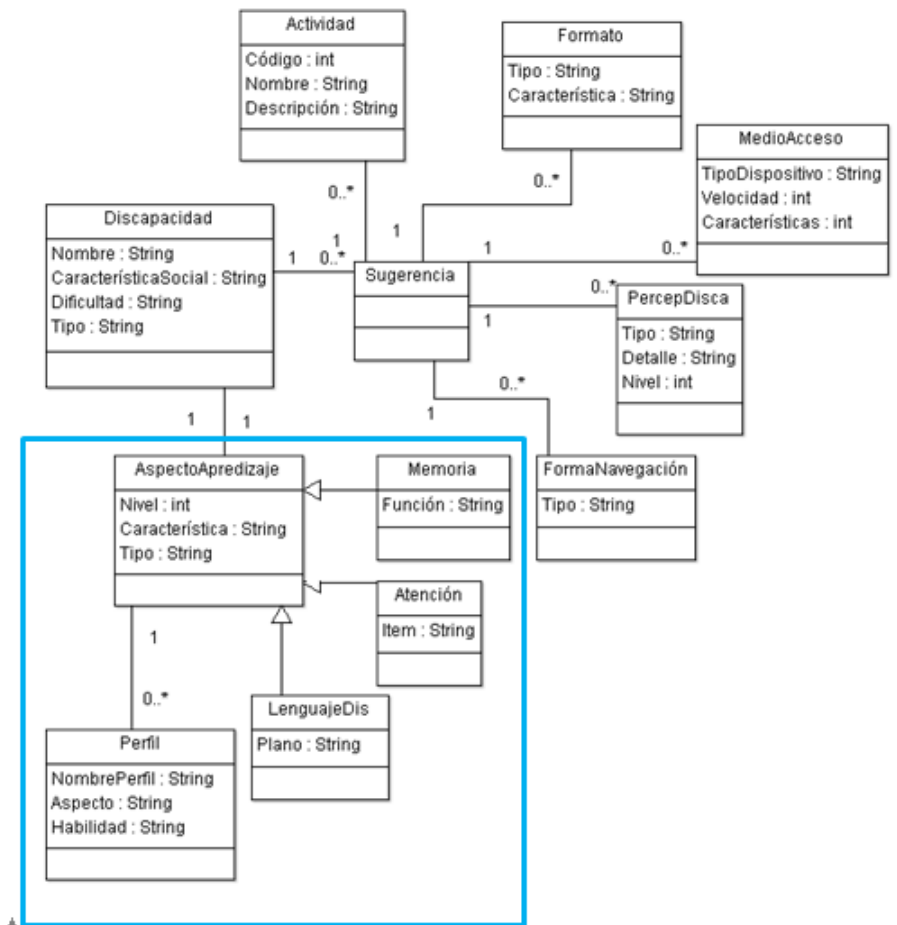 Actividad
Código : int
Nombre : String
Descripción : String
Formato
Tipo : String
Característica : String
MedioAcceso
TipoDispositivo : String
Velocidad : int
Características : int
0..*
0..*
Discapacidad
Nombre : String
CaracterísticaSocial : String
Dificultad : String
Tipo : String
1
1
1
0..*
1
0..*
Sugerencia
PercepDisca
Tipo : String
Detalle : String
Nivel : int
0..*
1
0..*
1
1
1
AspectoApredizaje
Nivel : int
Característica : String
Tipo : String
Memoria
Función : String
FormaNavegación
Tipo : String
Atención
Item : String
1
0..*
LenguajeDis
Plano : String
Perfil
NombrePerfil : String
Aspecto : String
Habilidad : String